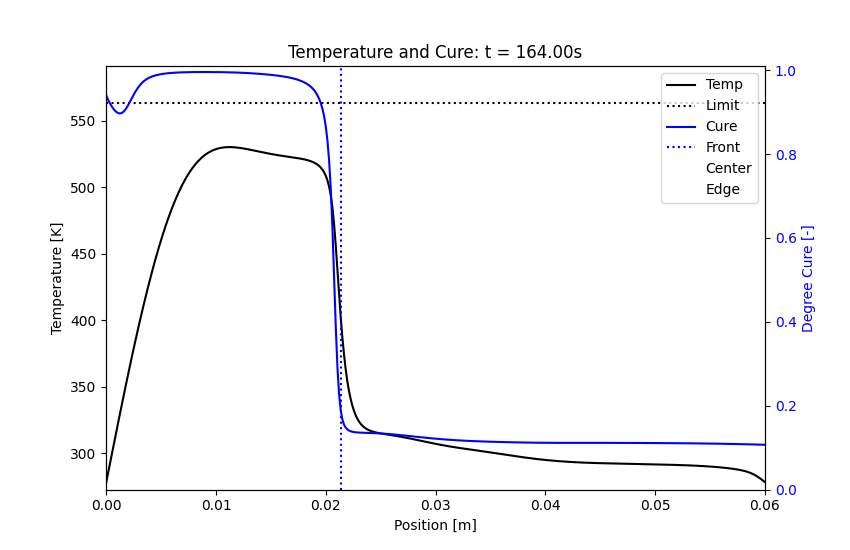 Temperature and Cure: t = 164.00s
Temperature [K]
550
500
450
400
350
300
Temp
Limit
Cure
Front
Center
Edge
1.0
0.8
0.6
0.4
0.2
0.0
Degree Cure [-]
0.00 0.01 0.02 0.03 0.04 0.05 0.06
Position [m]